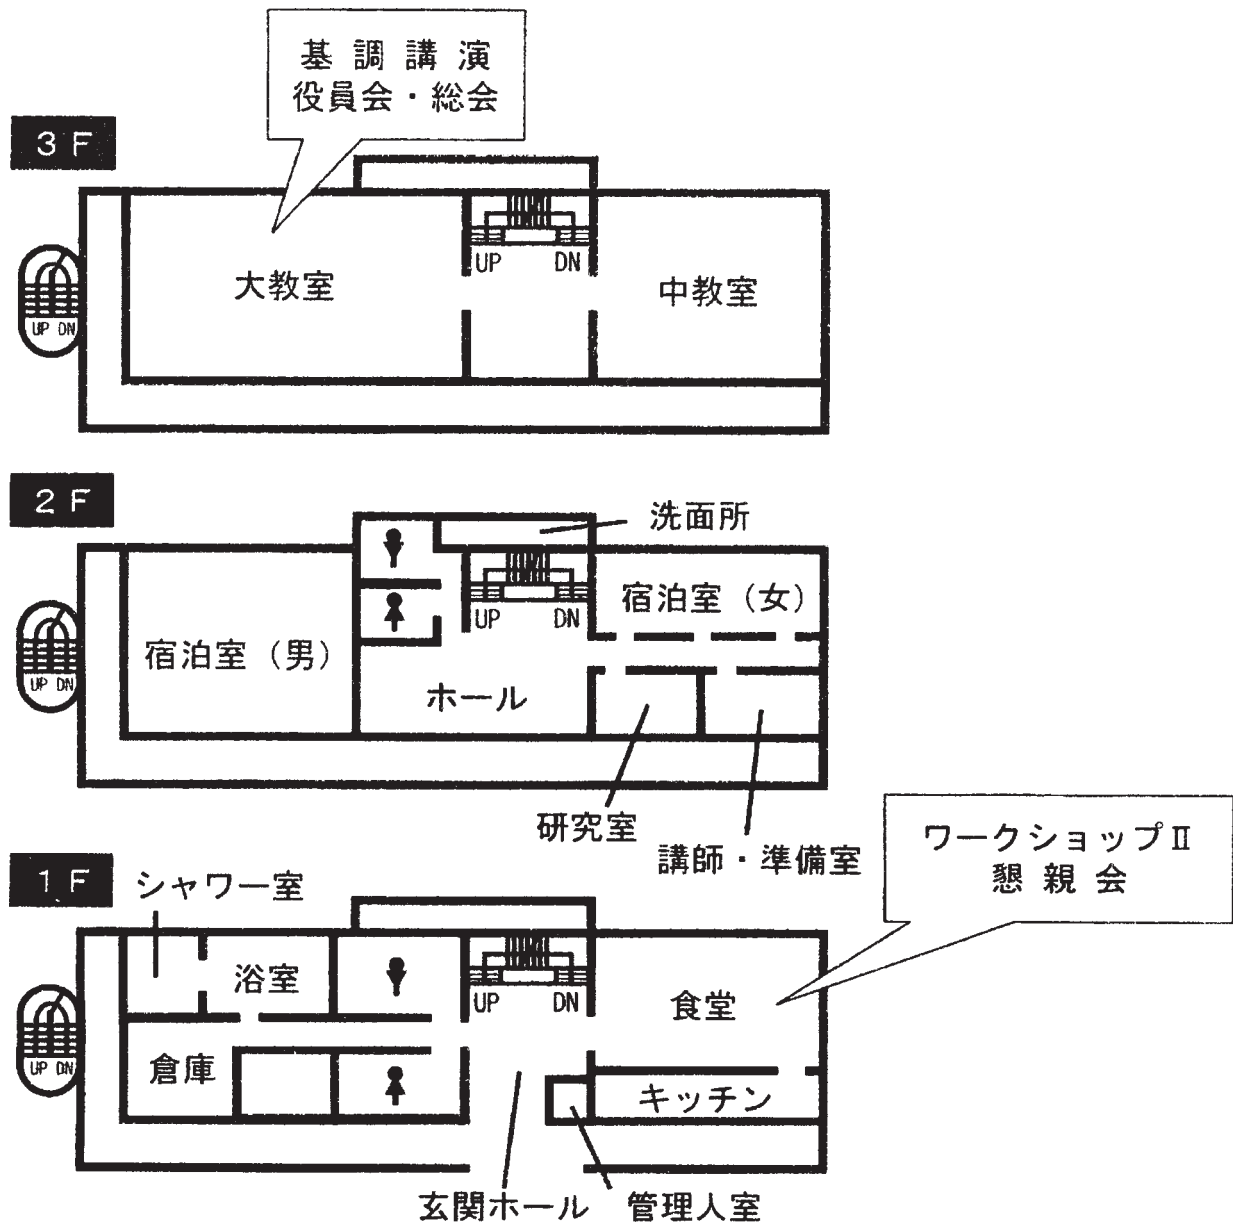 基調講演
役員会・総会
3F
大教室
UP DN
中教室
UP DN
2F
洗面所
宿泊室(女)
UP DN
宿泊室(男)
UP DN
ホール
研究室
講師・準備室
ワークショップⅡ
懇親会
1F
シャワー室
浴室
UP DN
食堂
倉庫
UP DN
キッチン
玄関ホール
管理人室